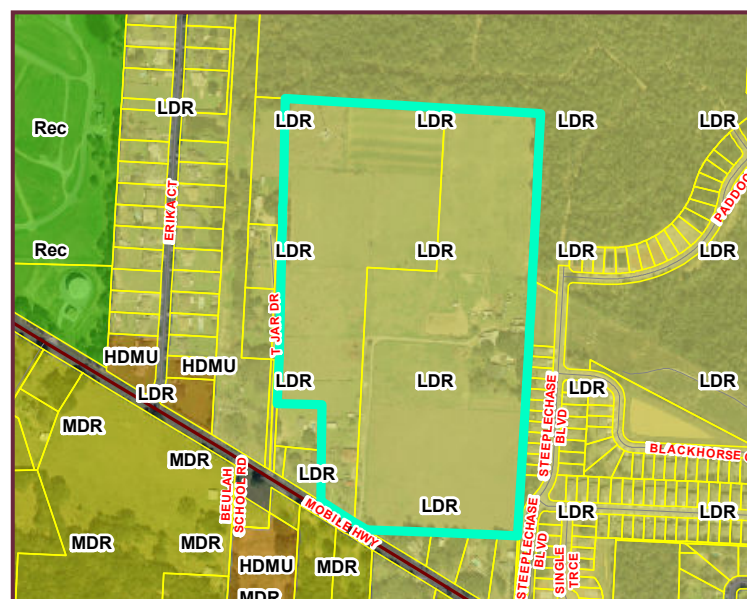 LDR
Rec
LDR
LDR
LDR
LDR
PADDOC
ERIKA CT
Rec
LDR
LDR
LDR
LDR
T JAR DR
HDMU
HDMU
LDR
LDR
LDR
LDR
LDR
STEEPLECHASE
BLVD
MDR
BLACKHORSE C
MDR
BEULAH
SCHOOL RD
LDR
MOBILE HWY
LDR
LDR
LDR
STEEPLECHASE
BLVD
SINGLE
TRCE
MDR
MDR
HDMU
MDR
MDR